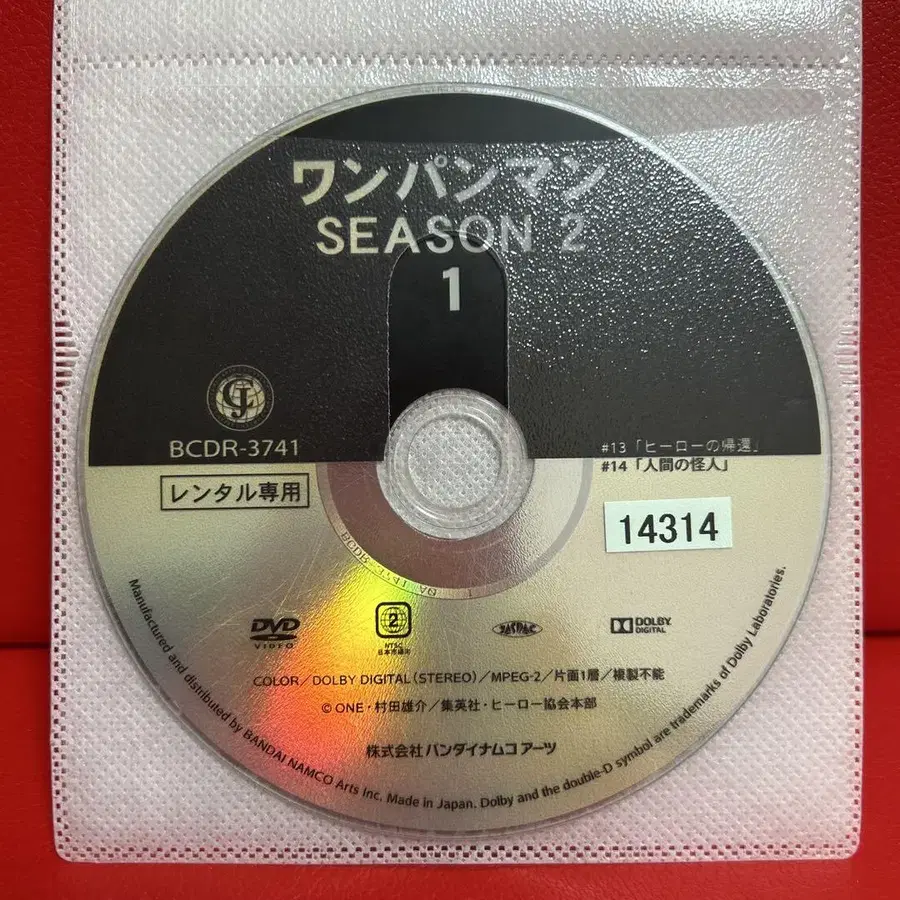 ワンパンマン
SEASON 2
1
BCDR-3741
レンタル専用
#13「ヒーローの帰還」
#14「人間の怪人」
14314
DVD
VIDEO
2
NTSC
日本市場向
DOLBY
DIGITAL
COLOR/DOLBY DIGITAL(STEREO)/MPEG-2/片面1層/複製不能
© ONE・村田雄介/集英社・ヒーロー協会本部
株式会社 バンダイナムコアーツ
Manufactured and distributed by BANDAI NAMCO Arts Inc. Made in Japan. Dolby and the double-D symbol are trademarks of Dolby Laboratories.